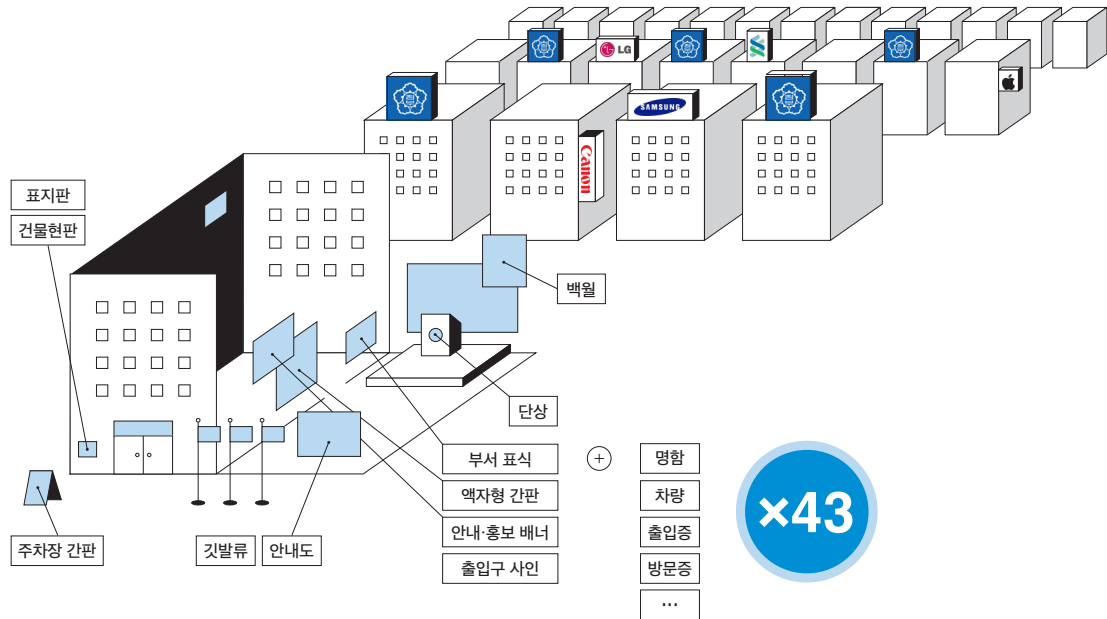 LG
SAMSUNG
Canon
표지판
건물현판
백월
단상
부서 표식
액자형 간판
안내·홍보 배너
출입구 사인
+
명함
차량
출입증
방문증
…
×43
주차장 간판
깃발류
안내도